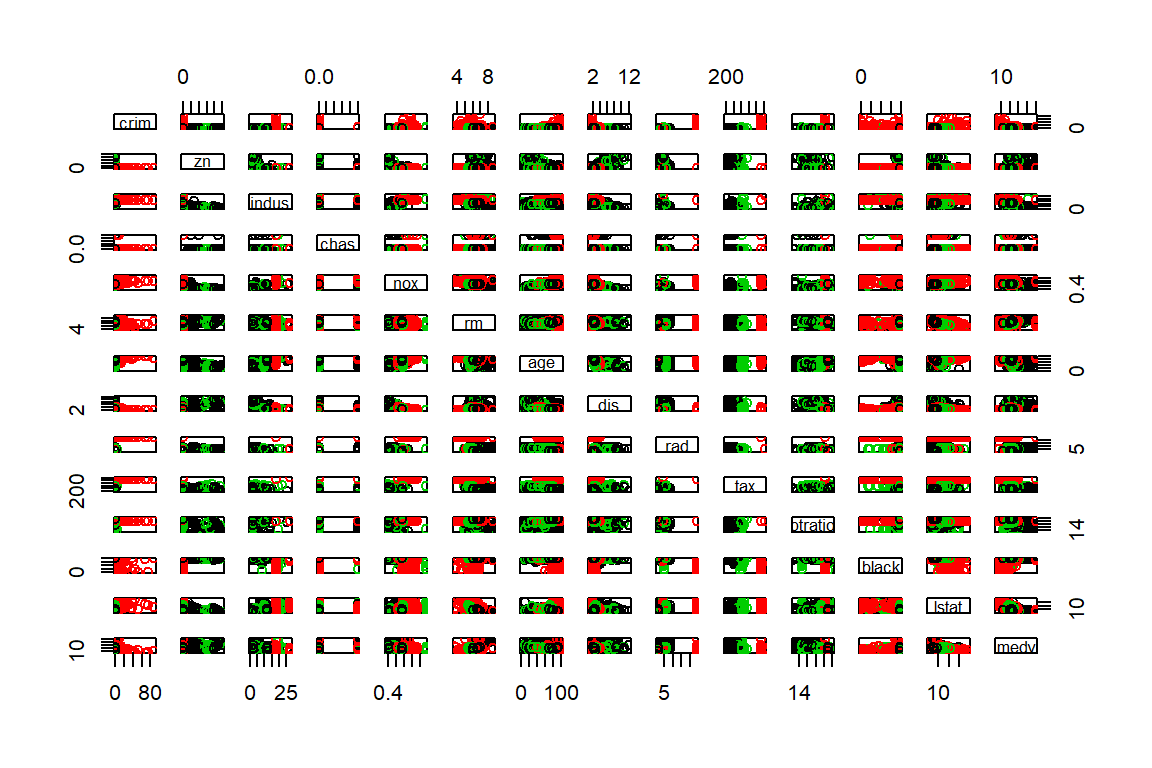 0 0.0 4 8 2 12 200 0 10
crim 0
0 zn
indus 0
0.0 chas
nox 0.4
4 rm
age 0
2 dis
rad 5
200 tax
ptratio 14
0 black
lstat 10
10 medv
0 80 0 25 0.4 0 100 5 14 10